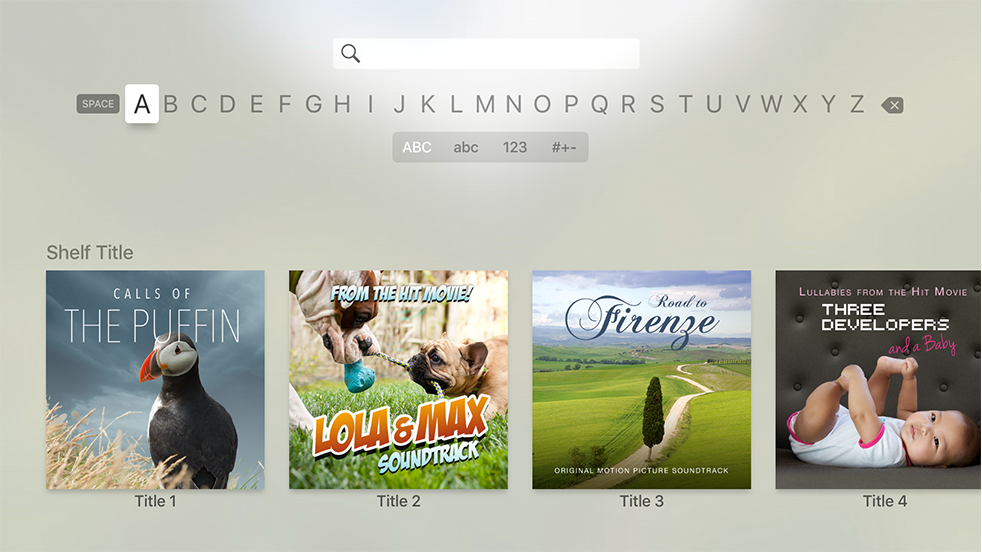 SPACE A B C D E F G H I J K L M N O P Q R S T U V W X Y Z
ABC abc 123 #+-
Shelf Title
CALLS OF
THE PUFFIN
FROM THE HIT MOVIE!
LOLA & MAX
SOUNDTRACK
Road to
Firenze
ORIGINAL MOTION PICTURE SOUNDTRACK
LULLABIES FROM THE HIT MOVIE
THREE
DEVELOPERS
and a Baby
Title 1
Title 2
Title 3
Title 4